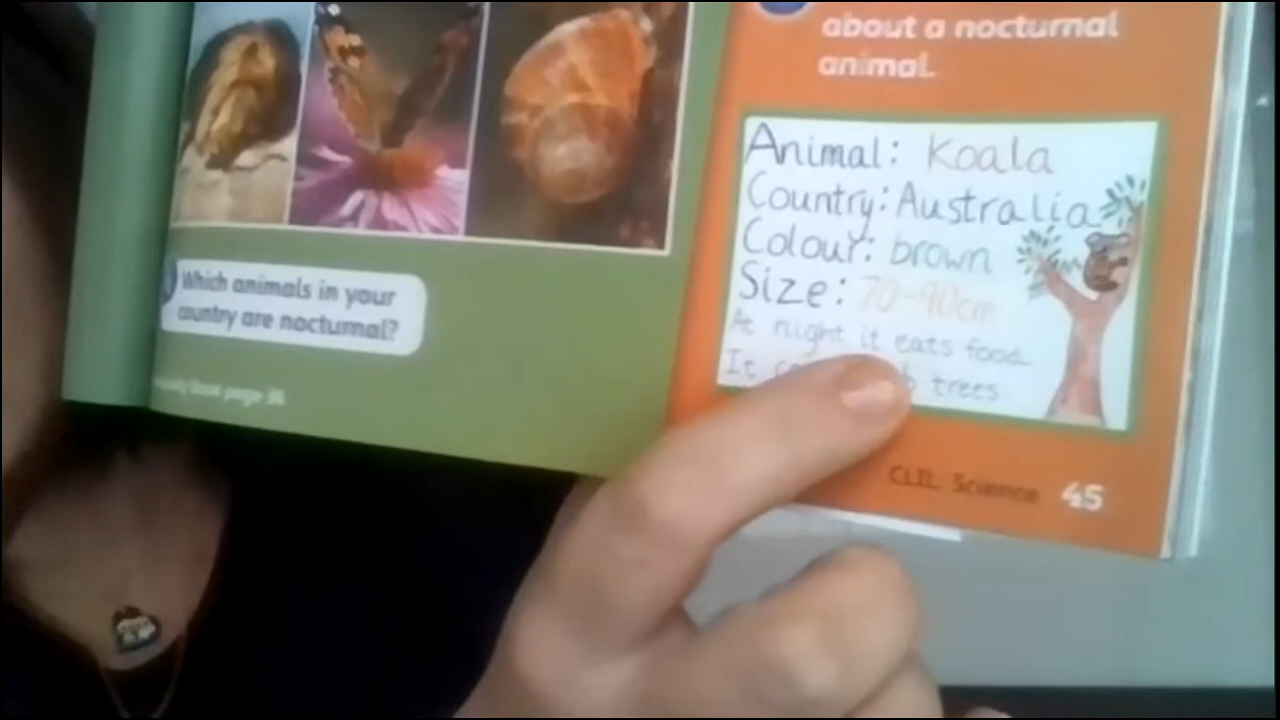 Which animals in your
country are nocturnal?
about a nocturnal
animal.
Animal: Koala
Country: Australia
Colour: brown
Size: 70-90cm
At night it eats food
It trees
CLIL: Science 45